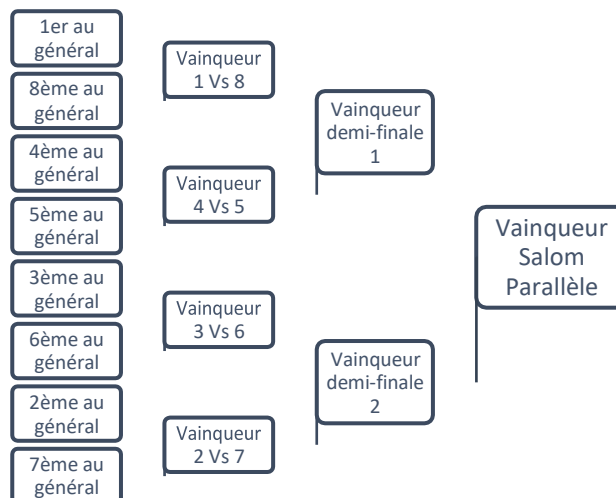 1er au
général
8ème au
général
4ème au
général
5ème au
général
3ème au
général
6ème au
général
2ème au
général
7ème au
général
Vainqueur
1 Vs 8
Vainqueur
4 Vs 5
Vainqueur
3 Vs 6
Vainqueur
2 Vs 7
Vainqueur
demi-finale
1
Vainqueur
demi-finale
2
Vainqueur
Salom
Parallèle